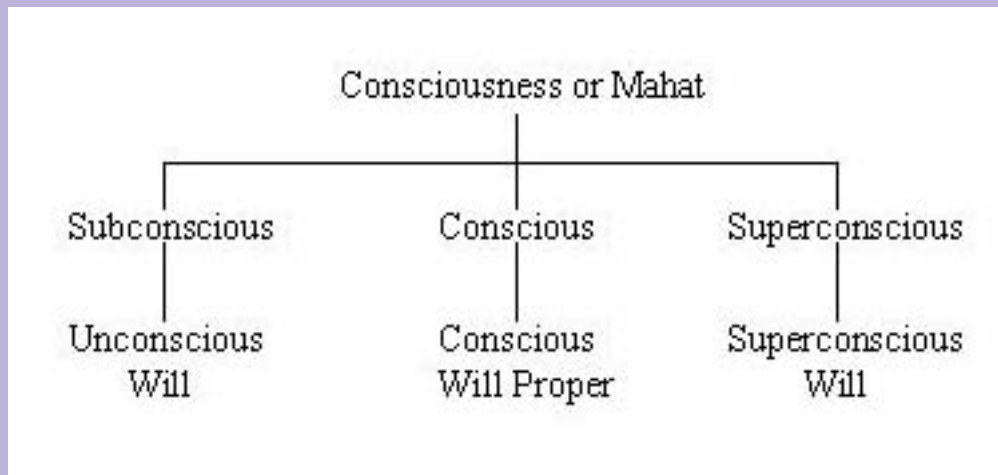 Consciousness or Mahat
Subconscious Conscious Superconscious
Unconscious Conscious Superconscious
Will Will Proper Will